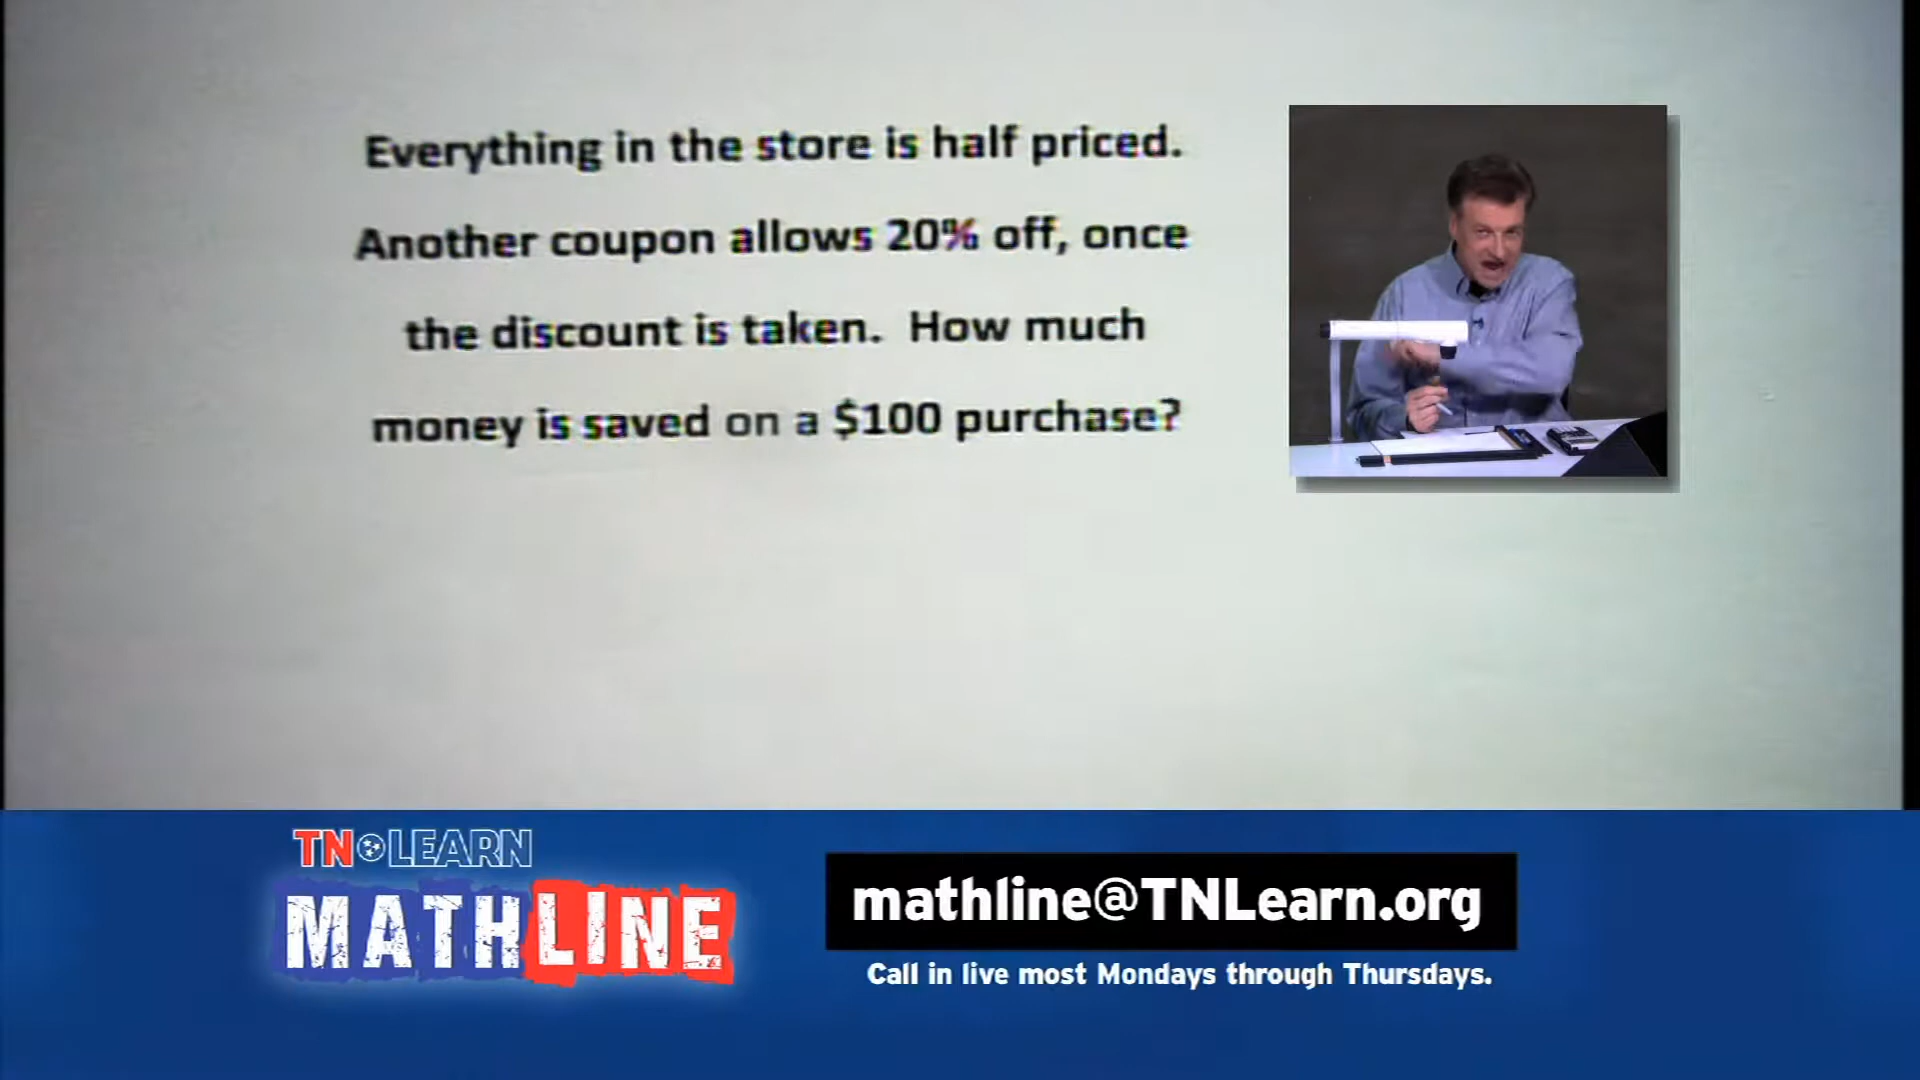 Everything in the store is half priced.
Another coupon allows 20% off, once
the discount is taken.  How much
money is saved on a $100 purchase?
TN LEARN
MATHLINE
mathline@TNLearn.org
Call in live most Mondays through Thursdays.